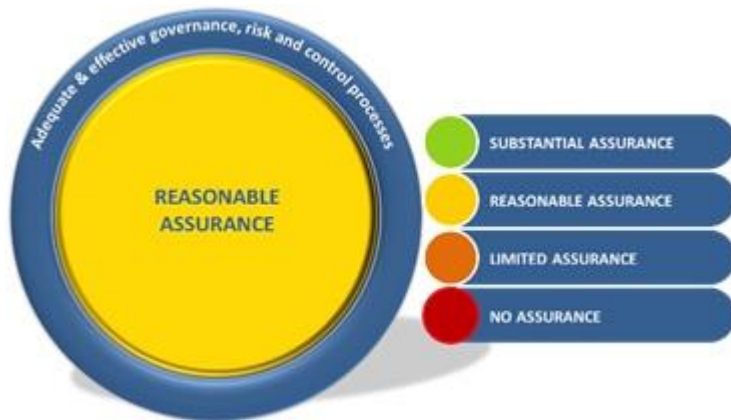 Adequate & effective governance, risk and control processes
REASONABLE
ASSURANCE
SUBSTANTIAL ASSURANCE
REASONABLE ASSURANCE
LIMITED ASSURANCE
NO ASSURANCE